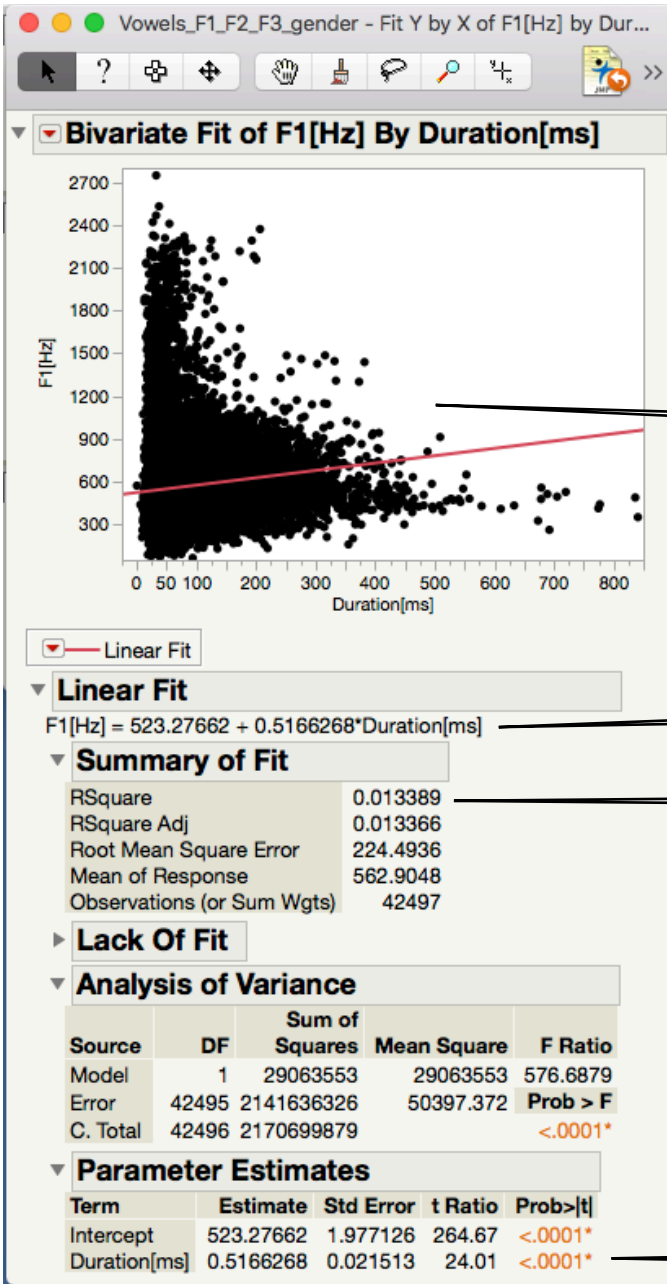 Vowels_F1_F2_F3_gender - Fit Y by X of F1[Hz] by Dur...
?
y
x
JMP
>>
Bivariate Fit of F1[Hz] By Duration[ms]
2700
2400
2100
1800
1500
1200
900
600
300
F1[Hz]
0 50 100 200 300 400 500 600 700 800
Duration[ms]
Linear Fit
Linear Fit
F1[Hz] = 523.27662 + 0.5166268*Duration[ms]
Summary of Fit
RSquare 0.013389
RSquare Adj 0.013366
Root Mean Square Error 224.4936
Mean of Response 562.9048
Observations (or Sum Wgts) 42497
Lack Of Fit
Analysis of Variance
Sum of
Source DF Squares Mean Square F Ratio
Model 1 29063553 29063553 576.6879
Error 42495 2141636326 50397.372 Prob > F
C. Total 42496 2170699879 <.0001*
Parameter Estimates
Term Estimate Std Error t Ratio Prob>|t|
Intercept 523.27662 1.977126 264.67 <.0001*
Duration[ms] 0.5166268 0.021513 24.01 <.0001*